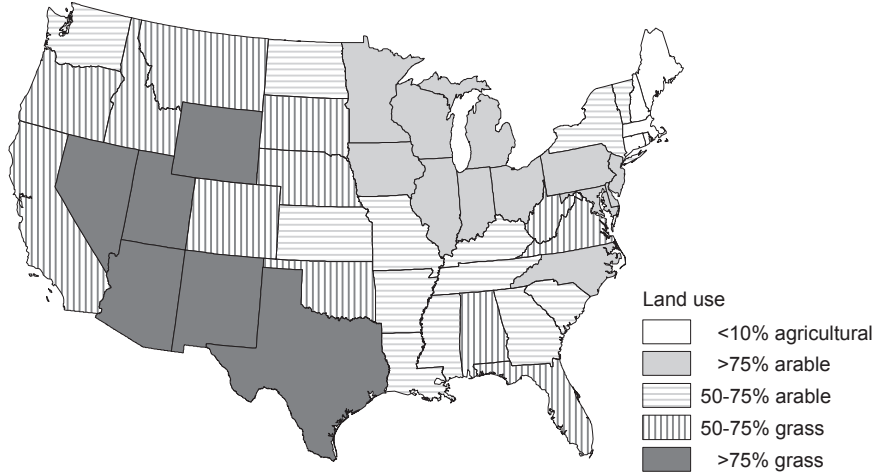 Land use
<10% agricultural
>75% arable
50-75% arable
50-75% grass
>75% grass